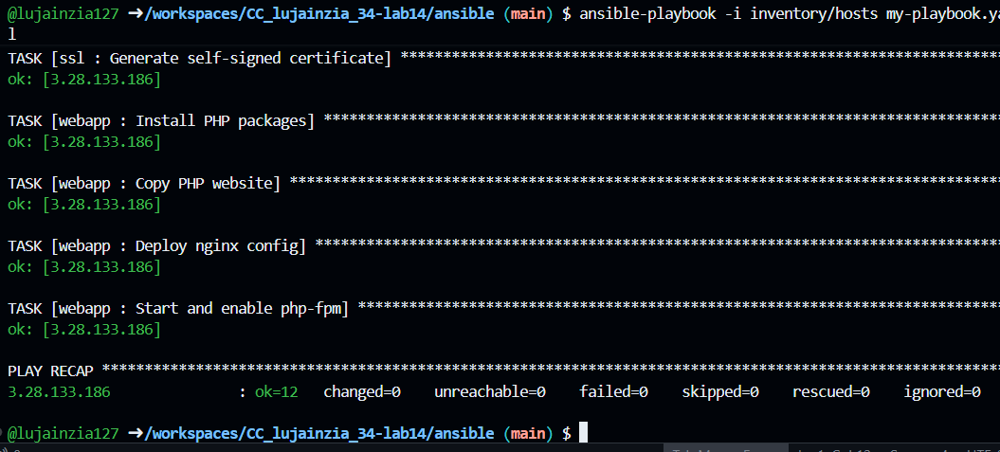 @lujainzia127 ➜/workspaces/CC_lujainzia_34-lab14/ansible (main) $ ansible-playbook -i inventory/hosts my-playbook.ya
l
TASK [ssl : Generate self-signed certificate] **********************************************************************
ok: [3.28.133.186]
TASK [webapp : Install PHP packages] *******************************************************************************
ok: [3.28.133.186]
TASK [webapp : Copy PHP website] ***********************************************************************************
ok: [3.28.133.186]
TASK [webapp : Deploy nginx config] ********************************************************************************
ok: [3.28.133.186]
TASK [webapp : Start and enable php-fpm] ***************************************************************************
ok: [3.28.133.186]
PLAY RECAP *********************************************************************************************************
3.28.133.186 : ok=12 changed=0 unreachable=0 failed=0 skipped=0 rescued=0 ignored=0
@lujainzia127 ➜/workspaces/CC_lujainzia_34-lab14/ansible (main) $